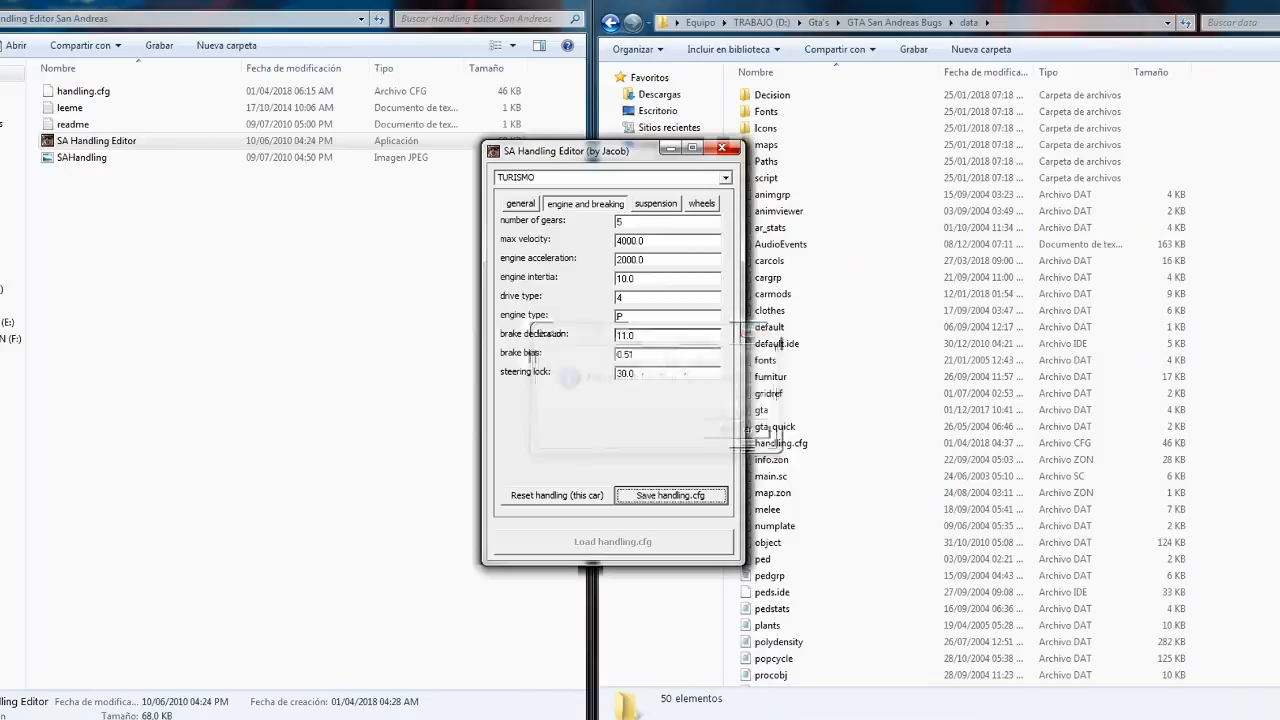 Handling Editor San Andreas
Buscar Handling Editor San Andreas
Abrir
Compartir con
Grabar
Nueva carpeta
Nombre
Fecha de modificación
Tipo
Tamaño
handling.cfg 01/04/2018 06:15 AM Archivo CFG 46 KB
leeme 17/10/2014 10:06 AM Documento de tex... 1 KB
readme 09/07/2010 05:00 PM Documento de tex... 1 KB
SA Handling Editor 10/06/2010 04:24 PM Aplicación
SAHandling 09/07/2010 04:50 PM Imagen JPEG
(E:)
N (F:)
Handling Editor Fecha de modifica... 10/06/2010 04:24 PM Fecha de creación: 01/04/2018 04:28 AM
Tamaño: 68.0 KB
SA Handling Editor (by Jacob)
TURISMO
general
engine and breaking
suspension
wheels
number of gears: 5
max velocity: 4000.0
engine acceleration: 2000.0
engine intertia: 10.0
drive type: 4
engine type: P
brake 11.0
brake bias: 0.51
steering lock: 30.0
Reset handling (this car)
Save handling.cfg
Load handling.cfg
Equipo
TRABAJO (D:)
Gta's
GTA San Andreas Bugs
data
Buscar data
Organizar
Incluir en biblioteca
Compartir con
Grabar
Nueva carpeta
Favoritos
Descargas
Escritorio
Sitios recientes
Nombre
Fecha de modifica...
Tipo
Tamaño
Decision 25/01/2018 07:18 ... Carpeta de archivos
Fonts 25/01/2018 07:18 ... Carpeta de archivos
Icons 25/01/2018 07:18 ... Carpeta de archivos
maps 25/01/2018 07:18 ... Carpeta de archivos
Paths 25/01/2018 07:18 ... Carpeta de archivos
script 25/01/2018 07:18 ... Carpeta de archivos
animgrp 15/09/2004 03:23 ... Archivo DAT 4 KB
animviewer 03/09/2004 03:49 ... Archivo DAT 2 KB
ar_stats 01/10/2004 11:34 ... Archivo DAT 4 KB
AudioEvents 08/12/2004 07:11 ... Documento de tex... 163 KB
carcols 27/03/2018 09:00 ... Archivo DAT 16 KB
cargrp 21/09/2004 11:00 ... Archivo DAT 4 KB
carmods 12/01/2018 01:54 ... Archivo DAT 9 KB
clothes 17/09/2004 03:47 ... Archivo DAT 6 KB
default 06/09/2004 12:17 ... Archivo DAT 2 KB
default.ide 30/12/2010 04:21 ... Archivo IDE 5 KB
fonts 21/01/2005 12:43 ... Archivo DAT 2 KB
furnitur 26/09/2004 11:57 ... Archivo DAT 17 KB
gridref 01/07/2004 02:53 ... Archivo DAT 2 KB
gta 01/12/2017 10:41 ... Archivo DAT 2 KB
gta_quick 26/05/2004 06:46 ... Archivo DAT 2 KB
handling.cfg 01/04/2018 04:37 ... Archivo CFG 46 KB
info.zon 22/09/2004 05:03 ... Archivo ZON 28 KB
main.sc 24/06/2003 05:10 ... Archivo SC 6 KB
map.zon 24/08/2004 03:11 ... Archivo ZON 2 KB
melee 18/09/2004 05:41 ... Archivo DAT 7 KB
numplate 09/06/2004 05:35 ... Archivo DAT 2 KB
object 31/10/2010 05:08 ... Archivo DAT 124 KB
ped 03/09/2004 02:21 ... Archivo DAT 2 KB
pedgrp 15/09/2004 04:43 ... Archivo DAT 6 KB
peds.ide 27/09/2004 09:08 ... Archivo IDE 33 KB
pedstats 16/09/2004 06:36 ... Archivo DAT 4 KB
plants 19/04/2005 05:28 ... Archivo DAT 10 KB
polydensity 26/07/2004 12:51 ... Archivo DAT 282 KB
popcycle 28/10/2004 05:38 ... Archivo DAT 125 KB
procobj 28/09/2004 11:23 ... Archivo DAT 10 KB
50 elementos